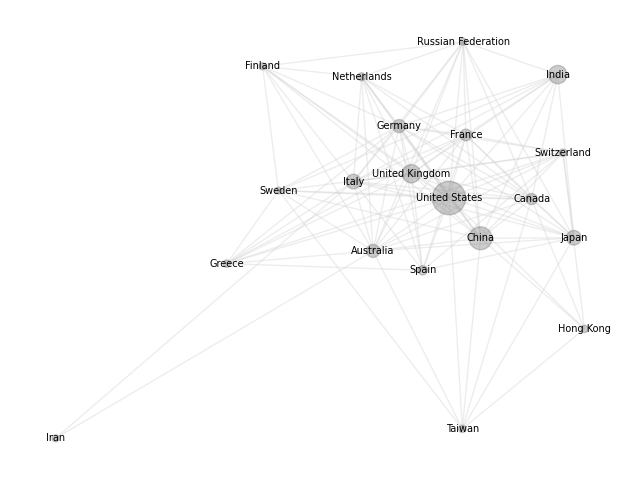 Russian Federation
Finland
Netherlands
India
Germany
France
Switzerland
United Kingdom
Italy
Sweden
United States
Canada
China
Japan
Australia
Greece
Spain
Hong Kong
Taiwan
Iran